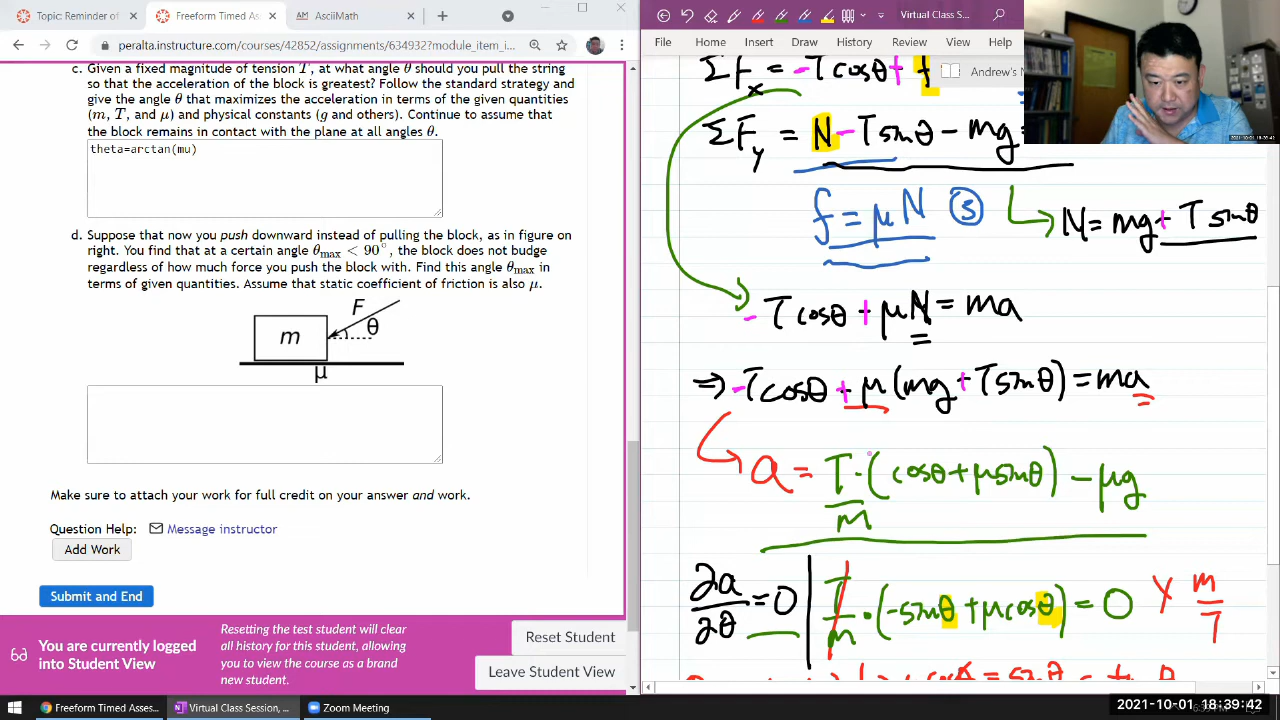 Topic: Reminder o
Freeform Timed As:
AsciiMath
peralta.instructure.com/courses/42852/assignments/634932?module_item_i...
c. Given a fixed magnitude of tension T, at what angle θ should you pull the string
so that the acceleration of the block is greatest? Follow the standard strategy and
give the angle θ that maximizes the acceleration in terms of the given quantities
(m, T, and μ) and physical constants (g and others). Continue to assume that
the block remains in contact with the plane at all angles θ.
theta=arctan(mu)
d. Suppose that now you push downward instead of pulling the block, as in figure on
right. You find that at a certain angle θmax < 90°, the block does not budge
regardless of how much force you push the block with. Find this angle θmax in
terms of given quantities. Assume that static coefficient of friction is also μ.
F
θ
m
μ
Make sure to attach your work for full credit on your answer and work.
Question Help: Message instructor
Add Work
Submit and End
You are currently logged
into Student View
Resetting the test student will clear
all history for this student, allowing
you to view the course as a brand
new student.
Reset Student
Leave Student View
Virtual Class S...
File Home Insert Draw History Review View
Andrew's N
ΣFx = -Tcosθ + f
ΣFy = N - Tsinθ - mg =
f = μN ③
N = mg + Tsinθ
-Tcosθ + μN = ma
⇒ -Tcosθ + μ(mg + Tsinθ) = ma
a = T/m · (cosθ + μsinθ) - μg
∂a/∂θ = 0 | T/m · (-sinθ + μcosθ) = 0 × m/T
Freeform Timed Asses...
Virtual Class Session, ...
Zoom Meeting
2021-10-01 18:39:42